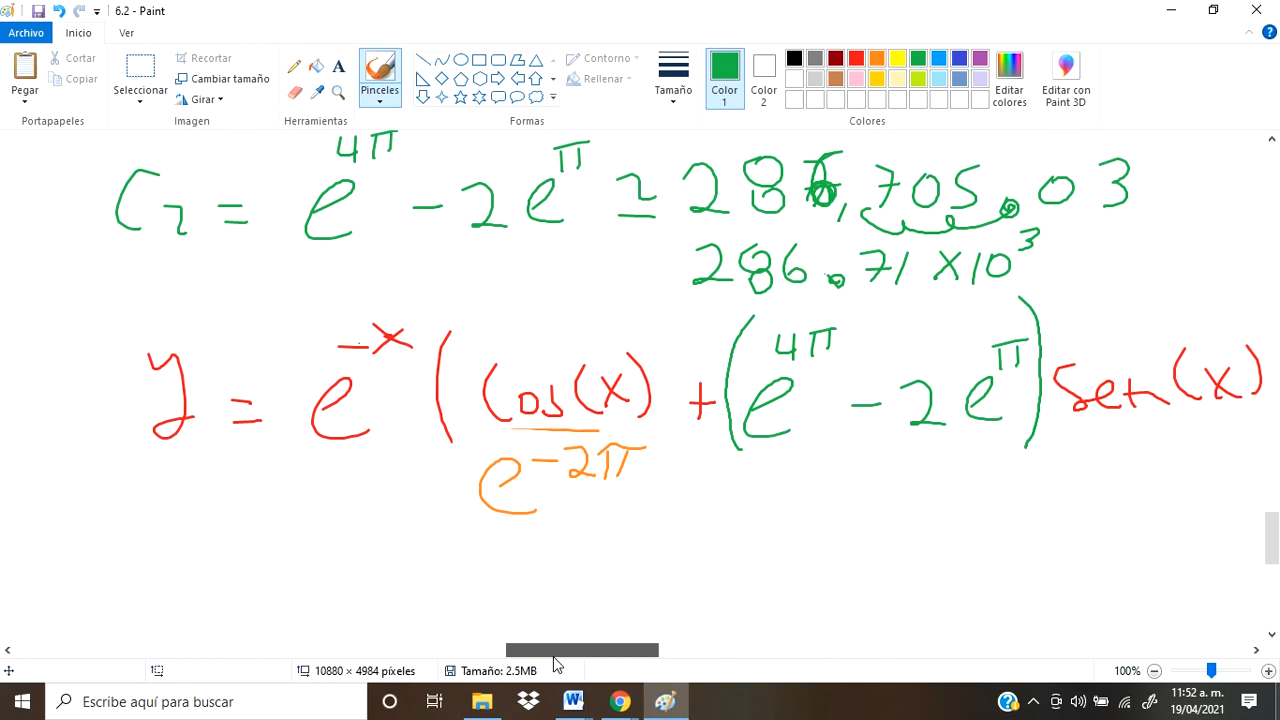 6.2 - Paint
Archivo Inicio Ver
Pegar
Cortar
Copiar
Portapapeles
Seleccionar
Recortar
Cambiar tamaño
Girar
Imagen
A
Herramientas
Pinceles
Contorno
Rellenar
Formas
Tamaño
Color 1
Color 2
Editar colores
Editar con Paint 3D
Colores
C₂ = e^{4π} - 2e^{π} ≃ 286,705.03
286.71 × 10³
y = e^{-x} ( Cos(x) + ( e^{4π} - 2e^{π} ) Sen(x)
e^{-2π}
10880 × 4984 píxeles
Tamaño: 2.5MB
100%
Escribe aquí para buscar
11:52 a. m.
19/04/2021